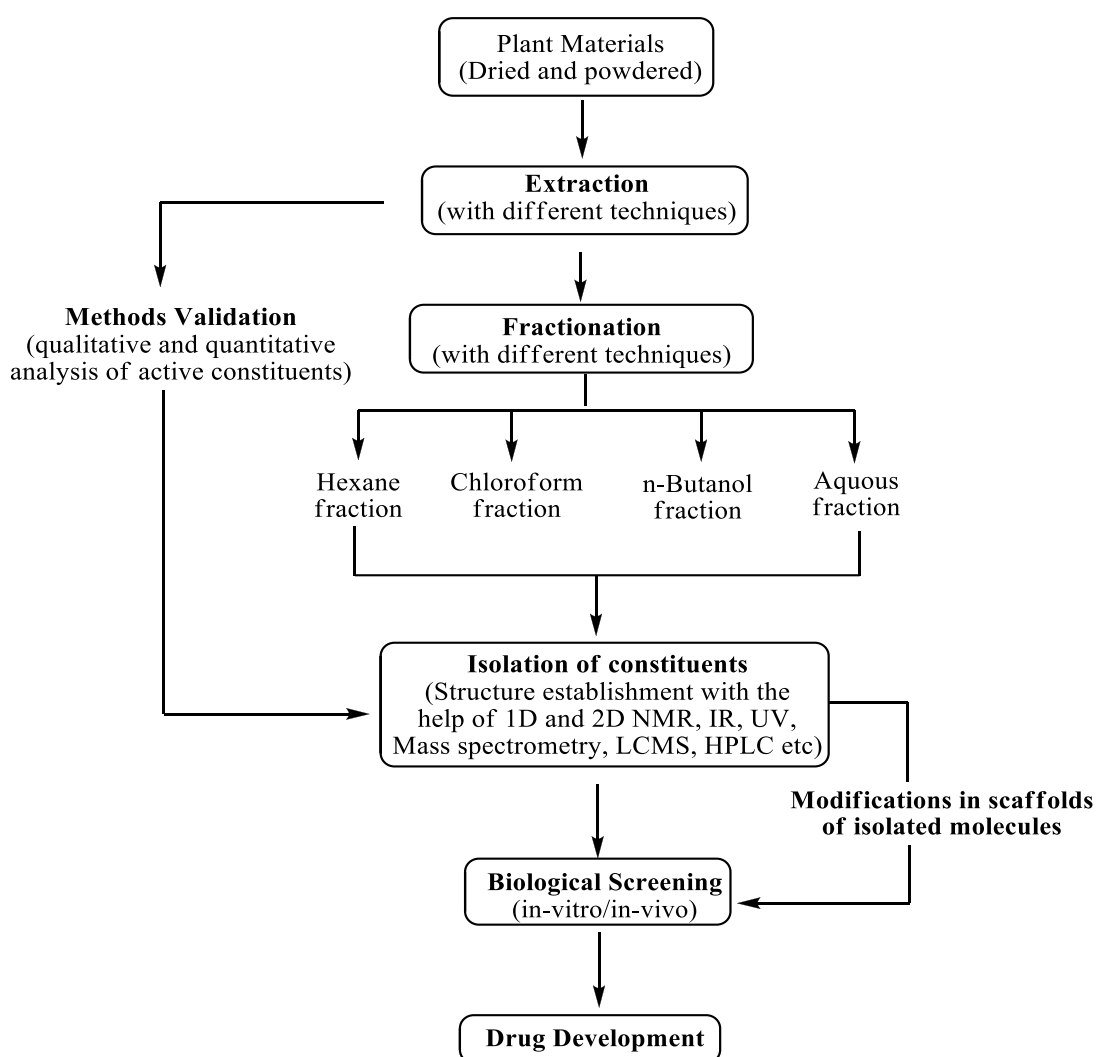 Plant Materials
(Dried and powdered)
Extraction
(with different techniques)
Methods Validation
(qualitative and quantitative
analysis of active constituents)
Fractionation
(with different techniques)
Hexane
fraction
Chloroform
fraction
n-Butanol
fraction
Aquous
fraction
Isolation of constituents
(Structure establishment with the
help of 1D and 2D NMR, IR, UV,
Mass spectrometry, LCMS, HPLC etc)
Modifications in scaffolds
of isolated molecules
Biological Screening
(in-vitro/in-vivo)
Drug Development